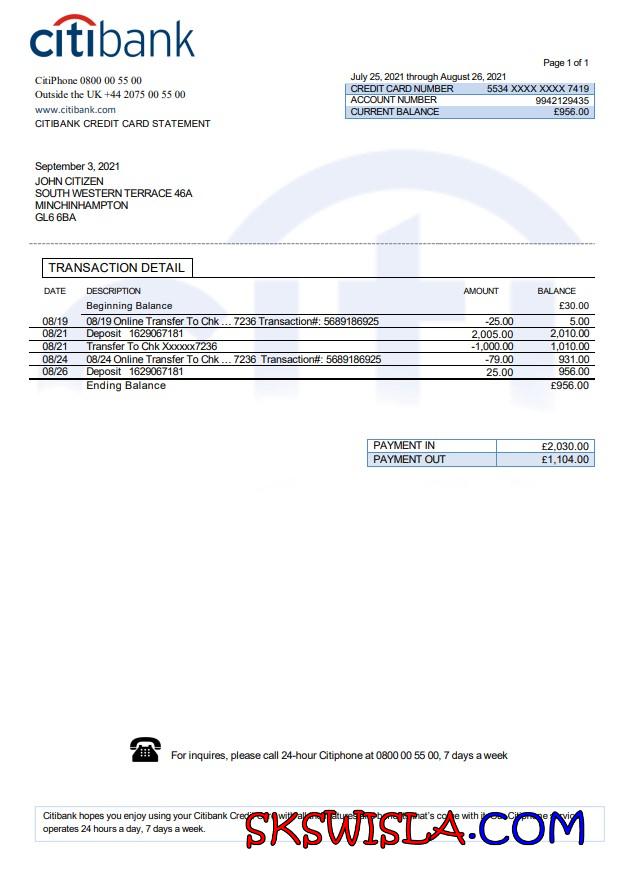 citibank
Page 1 of 1
CitiPhone 0800 00 55 00
Outside the UK +44 2075 00 55 00
www.citibank.com
CITIBANK CREDIT CARD STATEMENT
July 25, 2021 through August 26, 2021
CREDIT CARD NUMBER 5534 XXXX XXXX 7419
ACCOUNT NUMBER 9942129435
CURRENT BALANCE £956.00
September 3, 2021
JOHN CITIZEN
SOUTH WESTERN TERRACE 46A
MINCHINHAMPTON
GL6 6BA
TRANSACTION DETAIL
DATE DESCRIPTION AMOUNT BALANCE
Beginning Balance £30.00
08/19 08/19 Online Transfer To Chk ... 7236 Transaction#: 5689186925 -25.00 5.00
08/21 Deposit 1629067181 2,005.00 2,010.00
08/21 Transfer To Chk Xxxxxx7236 -1,000.00 1,010.00
08/24 08/24 Online Transfer To Chk ... 7236 Transaction#: 5689186925 -79.00 931.00
08/26 Deposit 1629067181 25.00 956.00
Ending Balance £956.00
PAYMENT IN £2,030.00
PAYMENT OUT £1,104.00
For inquires, please call 24-hour Citiphone at 0800 00 55 00, 7 days a week
Citibank hopes you enjoy using your Citibank Credit with all that's come with it
operates 24 hours a day, 7 days a week.
SKSWISLA.COM